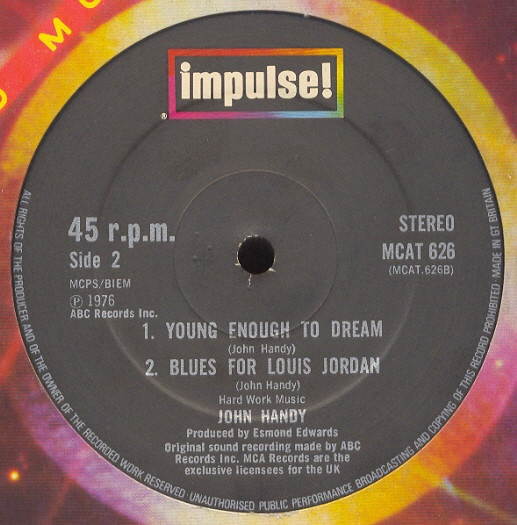 impulse!
®
45 r.p.m.
Side 2
MCPS/BIEM
Ⓟ 1976
ABC Records Inc.
STEREO
MCAT 626
(MCAT.626B)
1. YOUNG ENOUGH TO DREAM
(John Handy)
2. BLUES FOR LOUIS JORDAN
(John Handy)
Hard Work Music
JOHN HANDY
Produced by Esmond Edwards
Original sound recording made by ABC
Records Inc. MCA Records are the
exclusive licensees for the UK
ALL RIGHTS OF THE PRODUCER AND OF THE OWNER OF THE RECORDED WORK RESERVED · UNAUTHORISED PUBLIC PERFORMANCE BROADCASTING AND COPYING OF THIS RECORD PROHIBITED · MADE IN GT BRITAIN